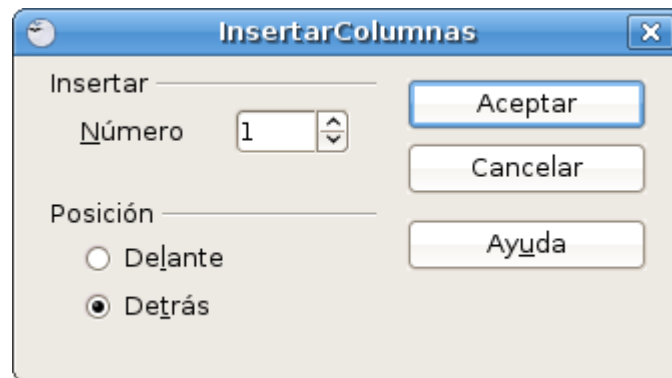 InsertarColumnas
Insertar
Número 1
Posición
Delante
Detrás
Aceptar
Cancelar
Ayuda